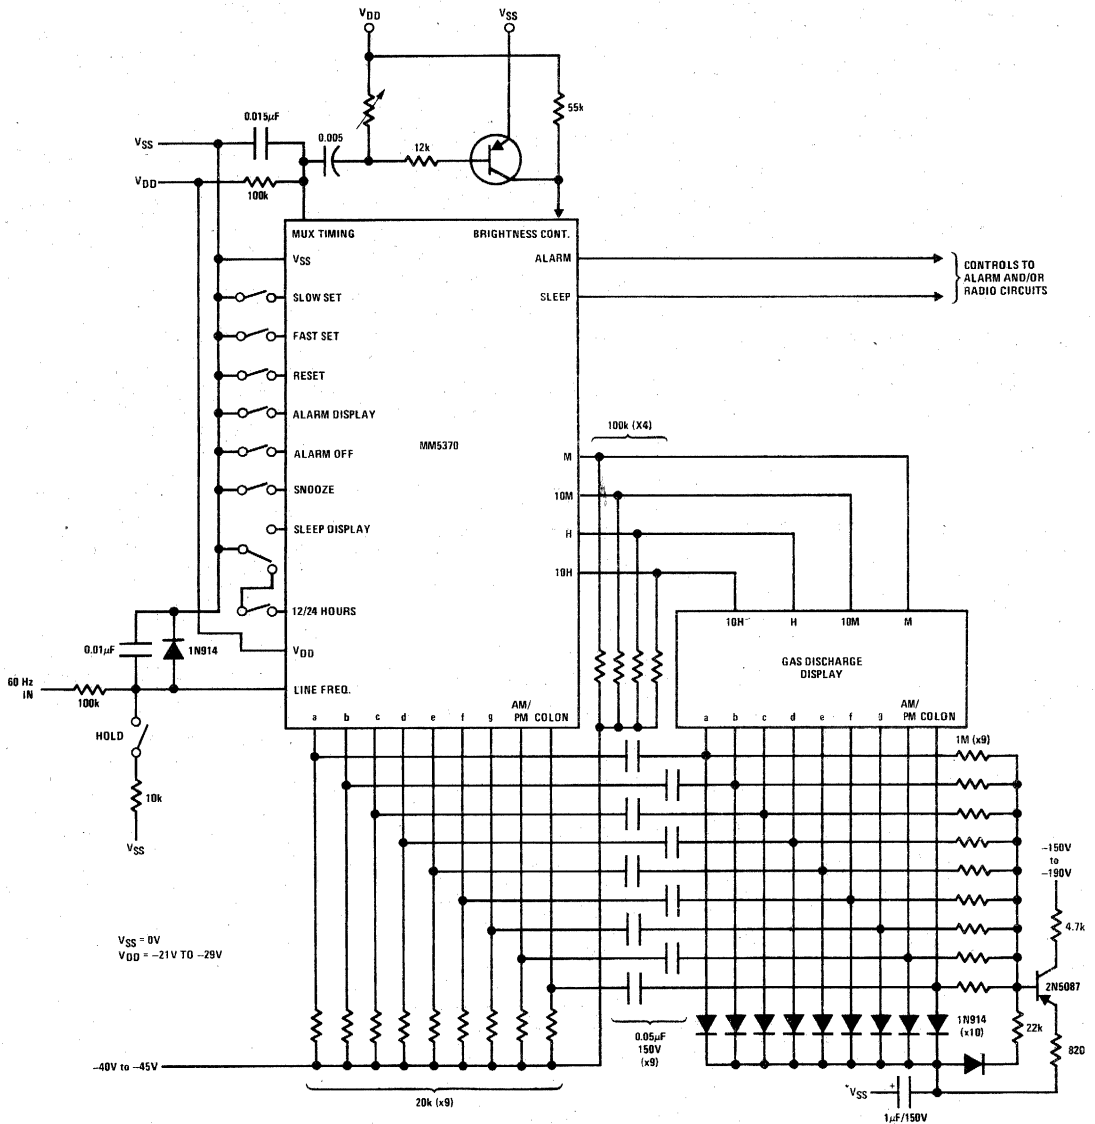 VDD
VSS
0.015µF
0.005
12k
55k
VSS
VDD
100k
MUX TIMING
BRIGHTNESS CONT.
VSS
ALARM
SLOW SET
SLEEP
CONTROLS TO
ALARM AND/OR
RADIO CIRCUITS
FAST SET
RESET
ALARM DISPLAY
100k (X4)
MM5370
ALARM OFF
M
SNOOZE
10M
SLEEP DISPLAY
H
10H
12/24 HOURS
10H H 10M M
0.01µF
1N914
VDD
GAS DISCHARGE
DISPLAY
60 Hz
IN
100k
LINE FREQ.
AM/
PM
a b c d e f g COLON
AM/
PM
a b c d e f g COLON
HOLD
1M (x9)
10k
VSS
–150V
to
–190V
4.7k
VSS = 0V
VDD = –21V TO –29V
2N5087
1N914
(x10)
22k
0.05µF
150V
(x9)
82Ω
–40V to –45V
20k (x9)
VSS
+
1µF/150V